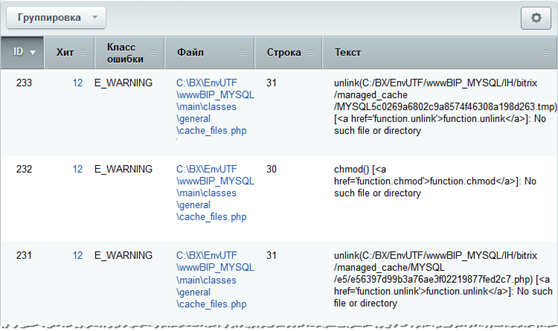 Группировка
ID Хит Класс ошибки Файл Строка Текст
233 12 E_WARNING C:\BX\EnvUTF 31 unlink(C:/BX/EnvUTF/wwwBIP_MYSQL/IH/bitrix
\wwwBIP_MYSQL /managed_cache
\main\classes /MYSQL5c0269a6802c9a8574f46308a198d263.tmp)
\general [<a href='function.unlink'>function.unlink</a>]: No
\cache_files.php such file or directory
232 12 E_WARNING C:\BX\EnvUTF 30 chmod() [<a
\wwwBIP_MYSQL href='function.chmod'>function.chmod</a>]: No
\main\classes such file or directory
\general
\cache_files.php
231 12 E_WARNING C:\BX\EnvUTF 31 unlink(C:/BX/EnvUTF/wwwBIP_MYSQL/IH/bitrix
\wwwBIP_MYSQL /managed_cache/MYSQL
\main\classes /e5/e56397d99b3a76ae3f02219877fed2c7.php) [<a
\general href='function.unlink'>function.unlink</a>]: No such
\cache_files.php file or directory